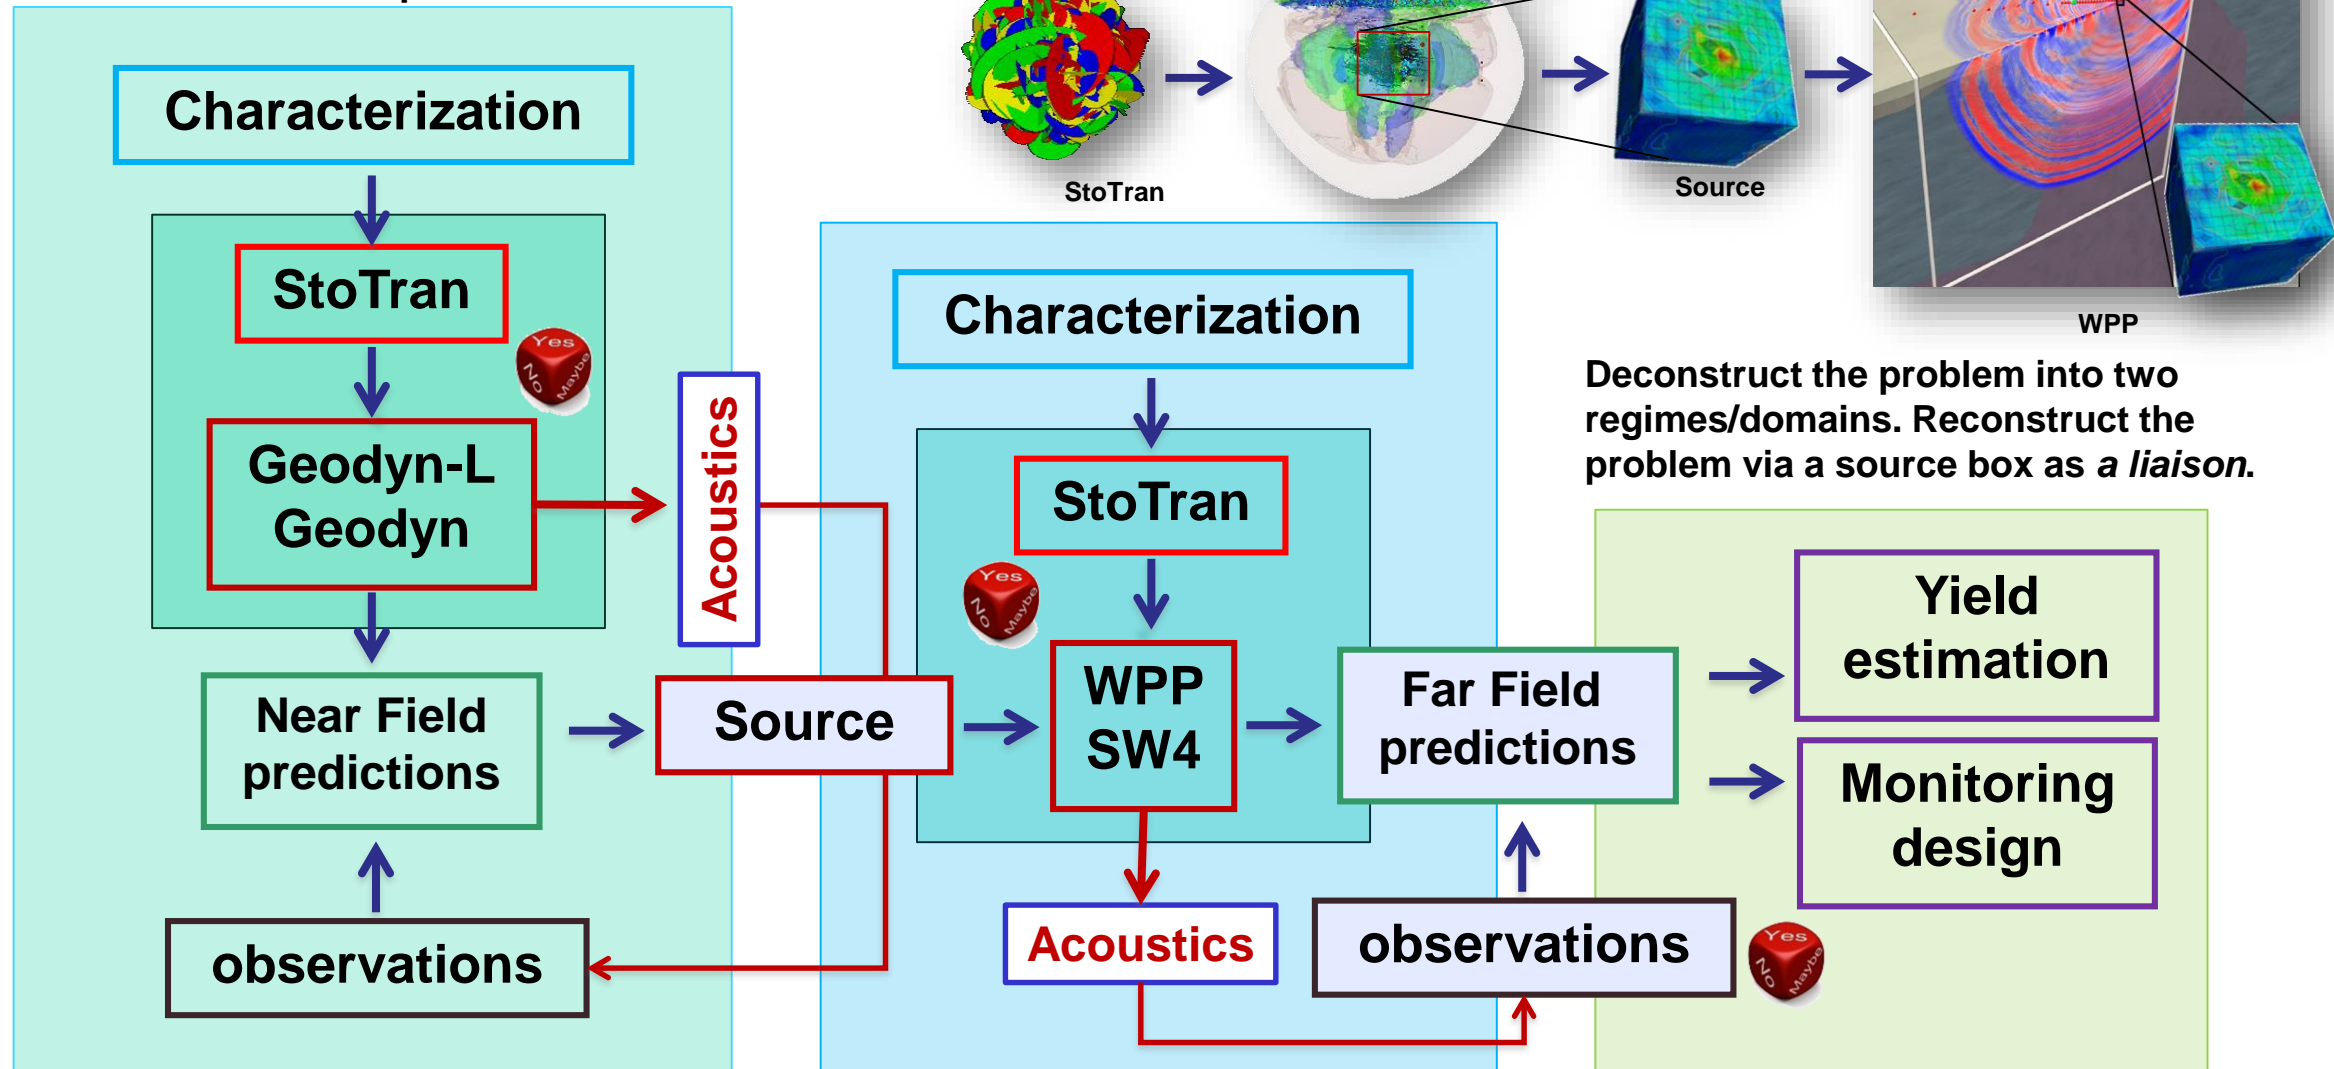 Characterization
StoTran
Yes
No
Maybe
Geodyn-L
Geodyn
Acoustics
Near Field
predictions
observations
StoTran
Source
WPP
Deconstruct the problem into two
regimes/domains. Reconstruct the
problem via a source box as a liaison.
Characterization
StoTran
Yes
No
Maybe
Source
WPP
SW4
Far Field
predictions
Acoustics
observations
Yes
No
Maybe
Yield
estimation
Monitoring
design